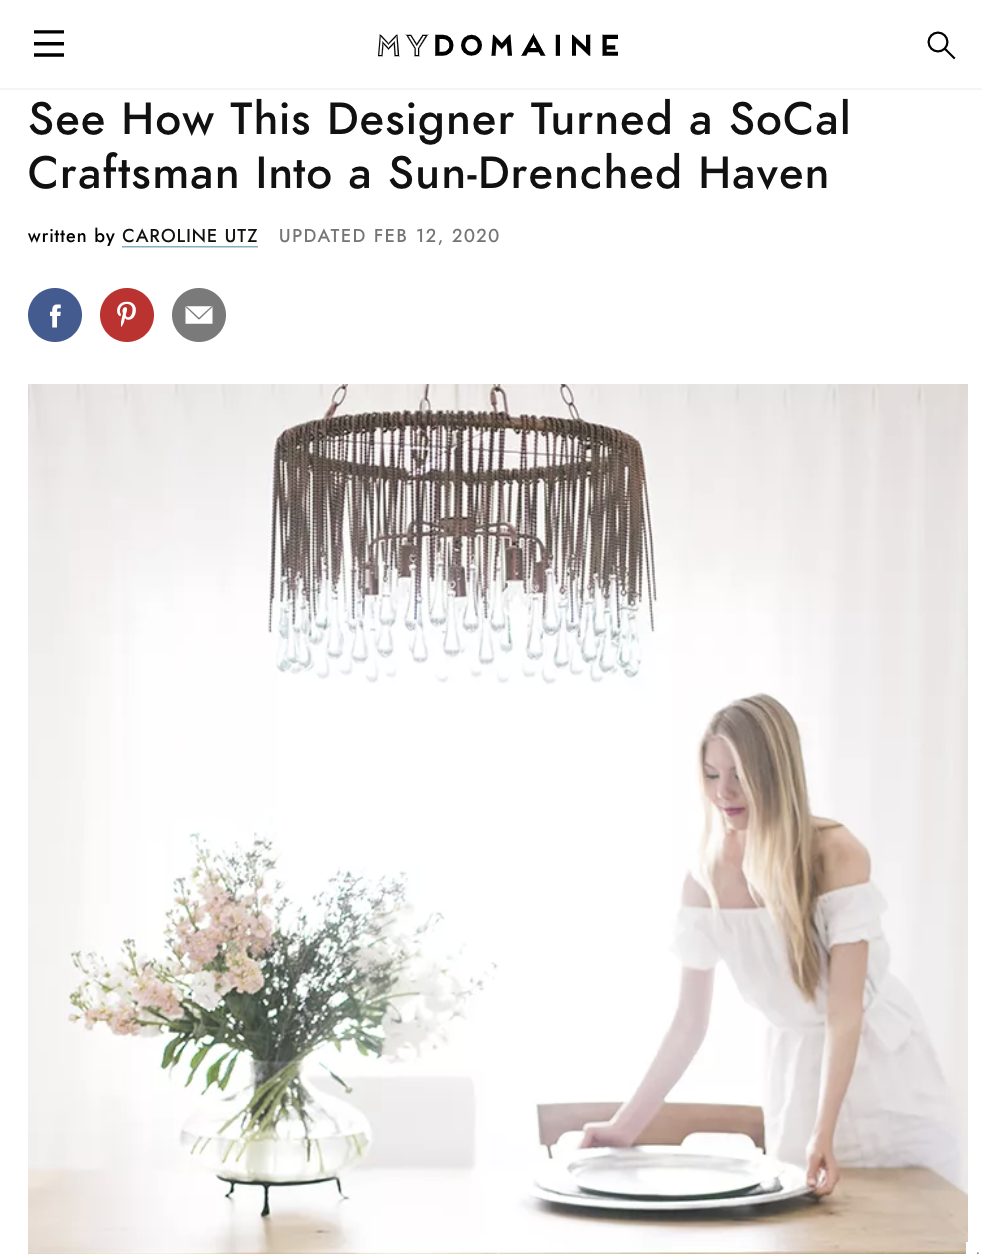 MYDOMAINE
See How This Designer Turned a SoCal
Craftsman Into a Sun-Drenched Haven
written by CAROLINE UTZ UPDATED FEB 12, 2020